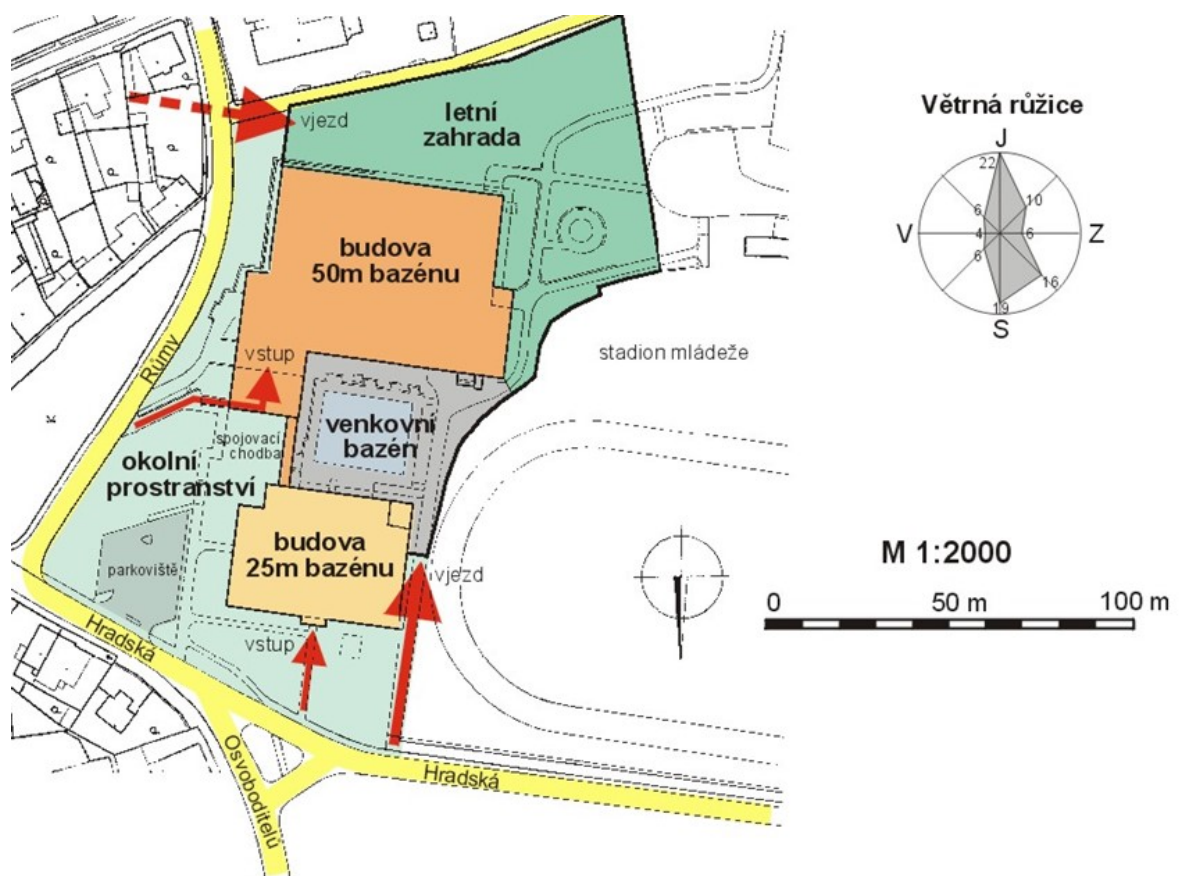 vjezd
letní
zahrada
budova
50m bazénu
vstup
Růmy
stadion mládeže
venkovní
bazén
spojovací
chodba
okolní
prostranství
budova
25m bazénu
parkoviště
vjezd
vstup
Hradská
Hradská
Osvoboditelů
Větrná růžice
J
22
10
6
V
4
6
Z
6
16
19
S
M 1:2000
0
50 m
100 m
K